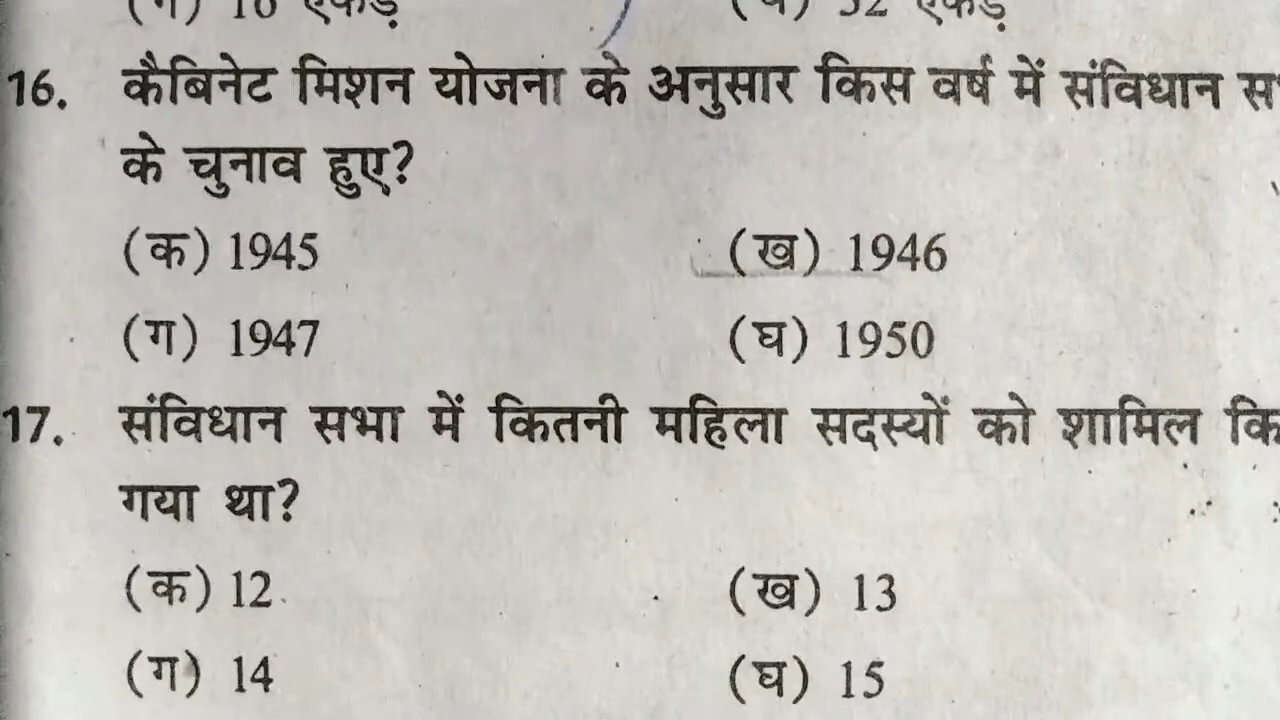 16. कैबिनेट मिशन योजना के अनुसार किस वर्ष में संविधान
के चुनाव हुए?
(क) 1945 (ख) 1946
(ग) 1947 (घ) 1950
17. संविधान सभा में कितनी महिला सदस्यों को शामिल
गया था?
(क) 12 (ख) 13
(ग) 14 (घ) 15